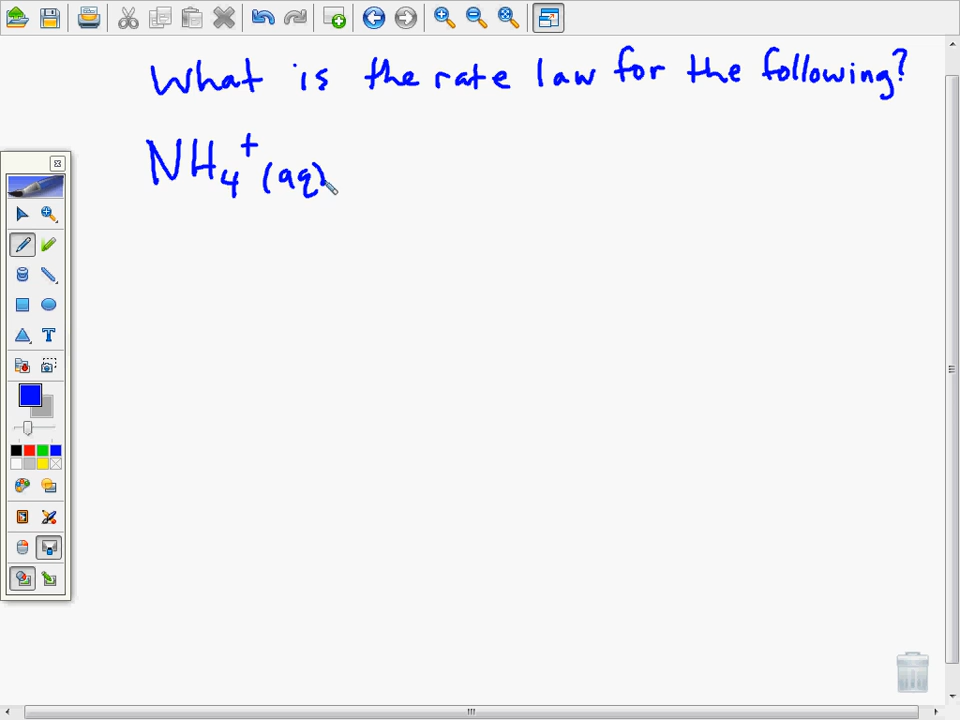 What is the rate law for the following?
NH₄⁺(aq)